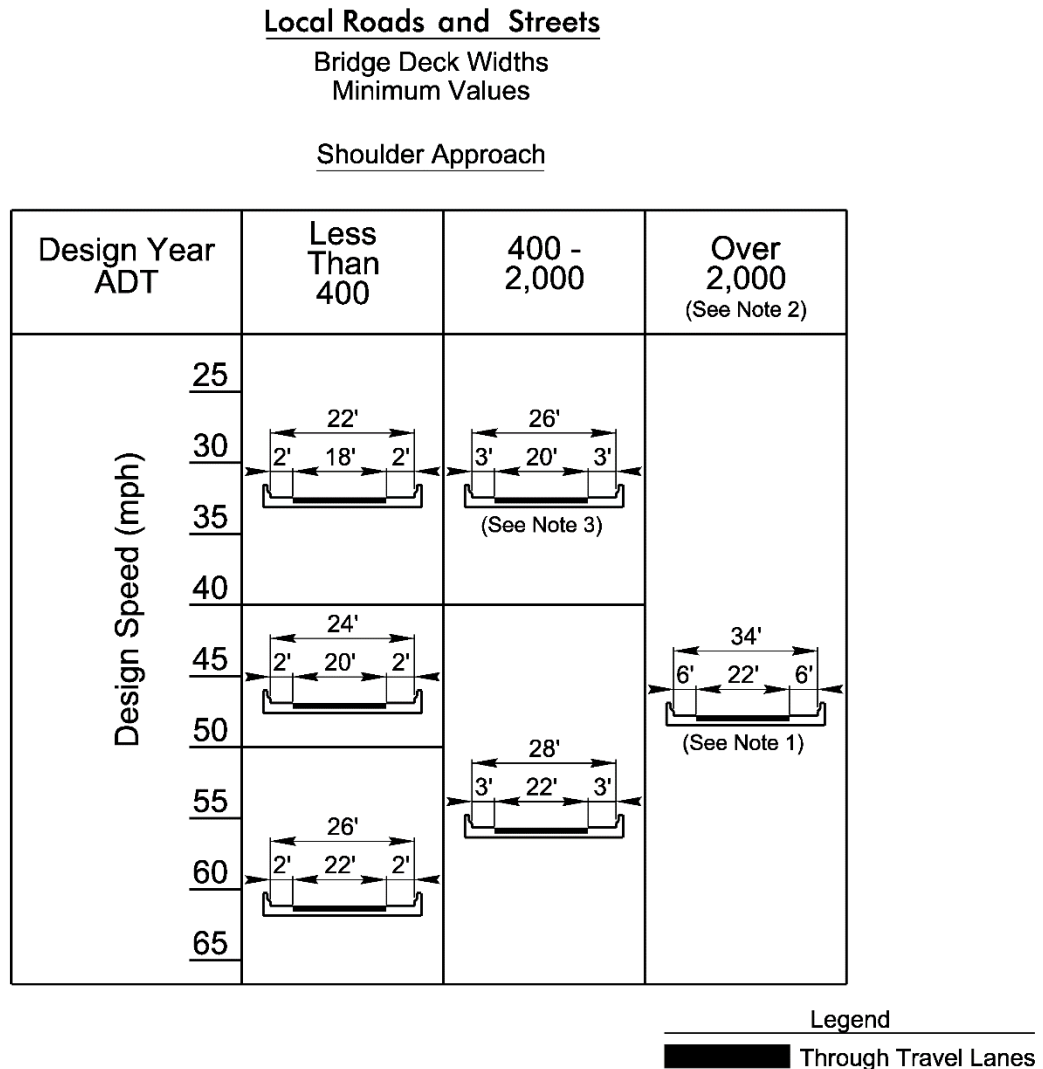 Local Roads and Streets
Bridge Deck Widths
Minimum Values
Shoulder Approach
Design Year
ADT
Less
Than
400
400 -
2,000
Over
2,000
(See Note 2)
Design Speed (mph)
25
30
35
40
45
50
55
60
65
22'
2' 18' 2'
24'
2' 20' 2'
26'
2' 22' 2'
26'
3' 20' 3'
(See Note 3)
28'
3' 22' 3'
34'
6' 22' 6'
(See Note 1)
Legend
Through Travel Lanes